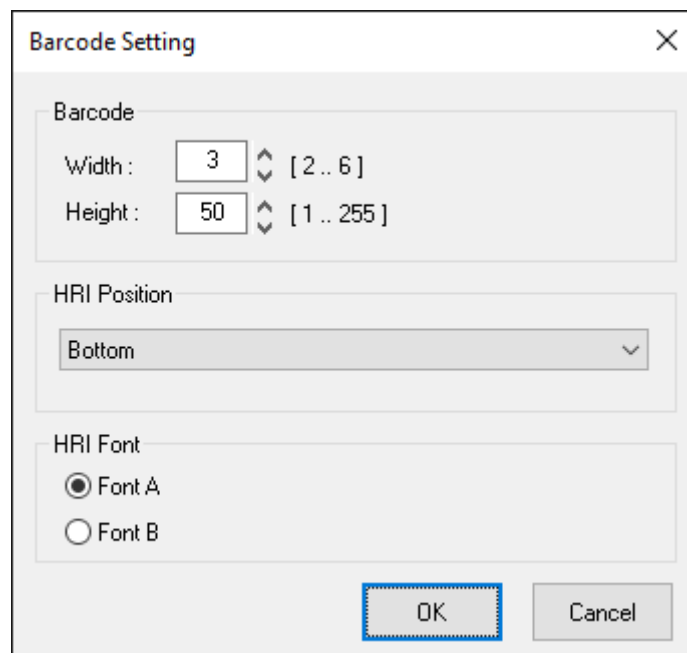 Barcode Setting
Barcode
Width : 3 [ 2 .. 6 ]
Height : 50 [ 1 .. 255 ]
HRI Position
Bottom
HRI Font
Font A
Font B
OK Cancel